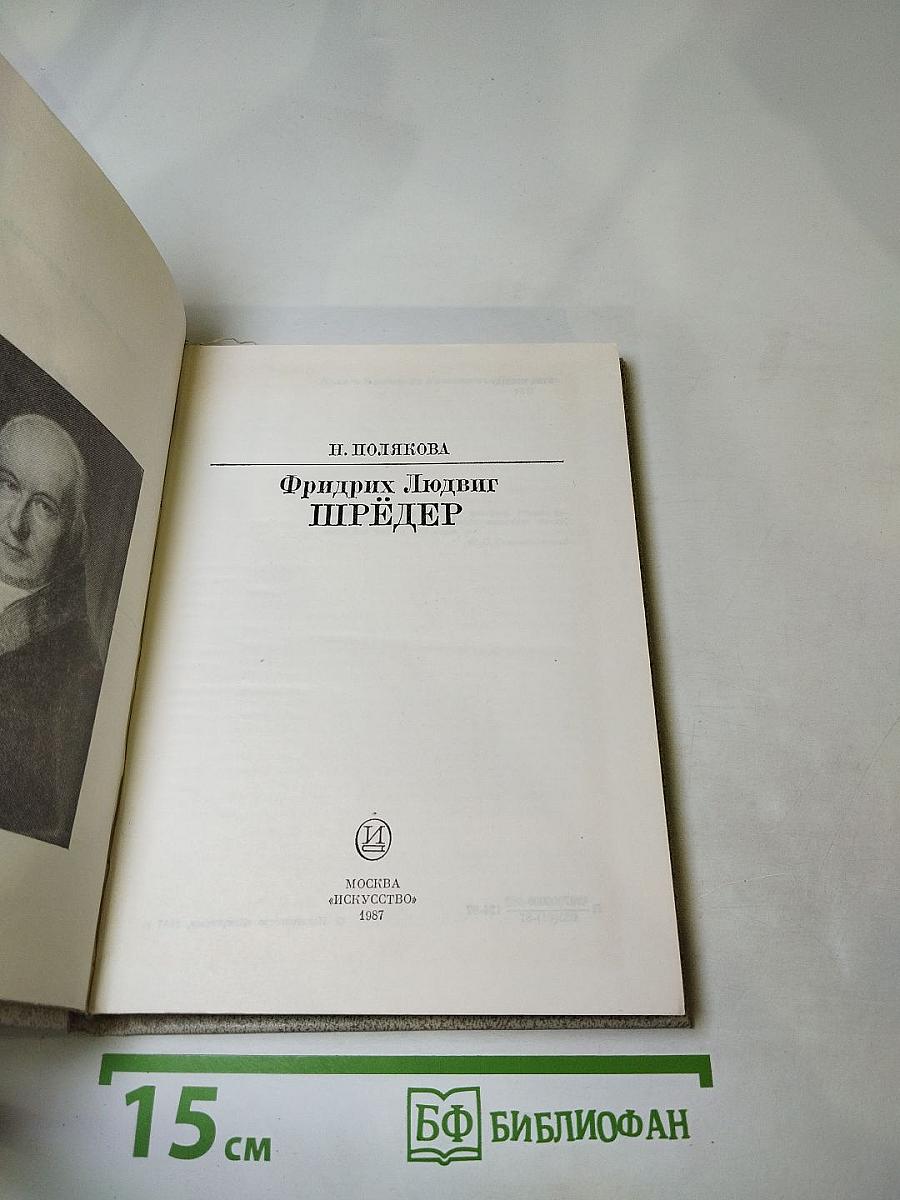 Н. ПОЛЯКОВА
Фридрих Людвиг
ШРЁДЕР
И
МОСКВА
«ИСКУССТВО»
1987
15 см
БФ БИБЛИОФАН